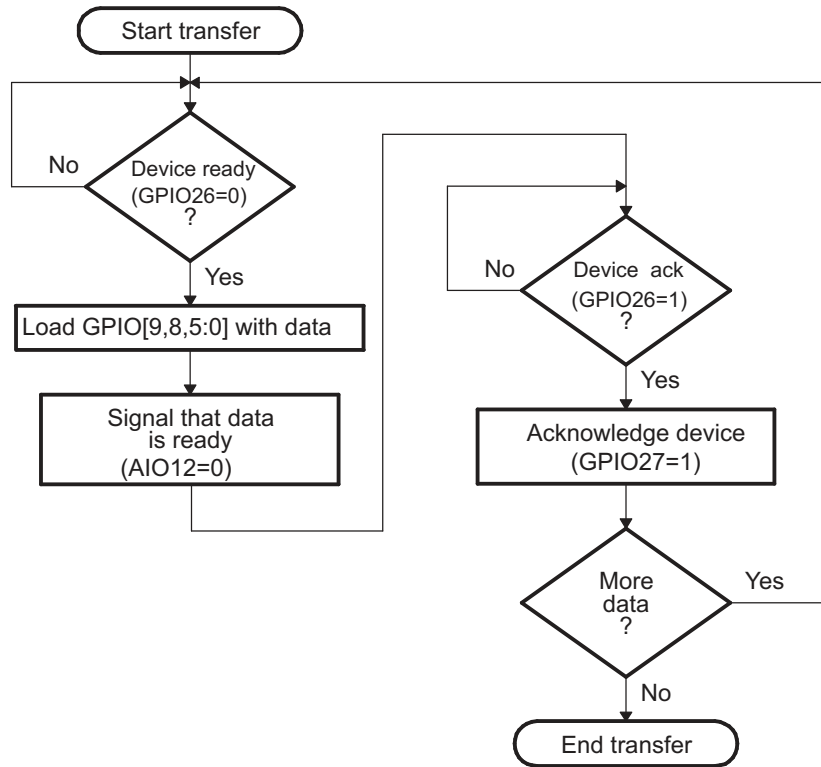 Start transfer
No
Device ready
(GPIO26=0)
?
Yes
Load GPIO[9,8,5:0] with data
Signal that data
is ready
(AIO12=0)
No
Device ack
(GPIO26=1)
?
Yes
Acknowledge device
(GPIO27=1)
More
data
?
Yes
No
End transfer